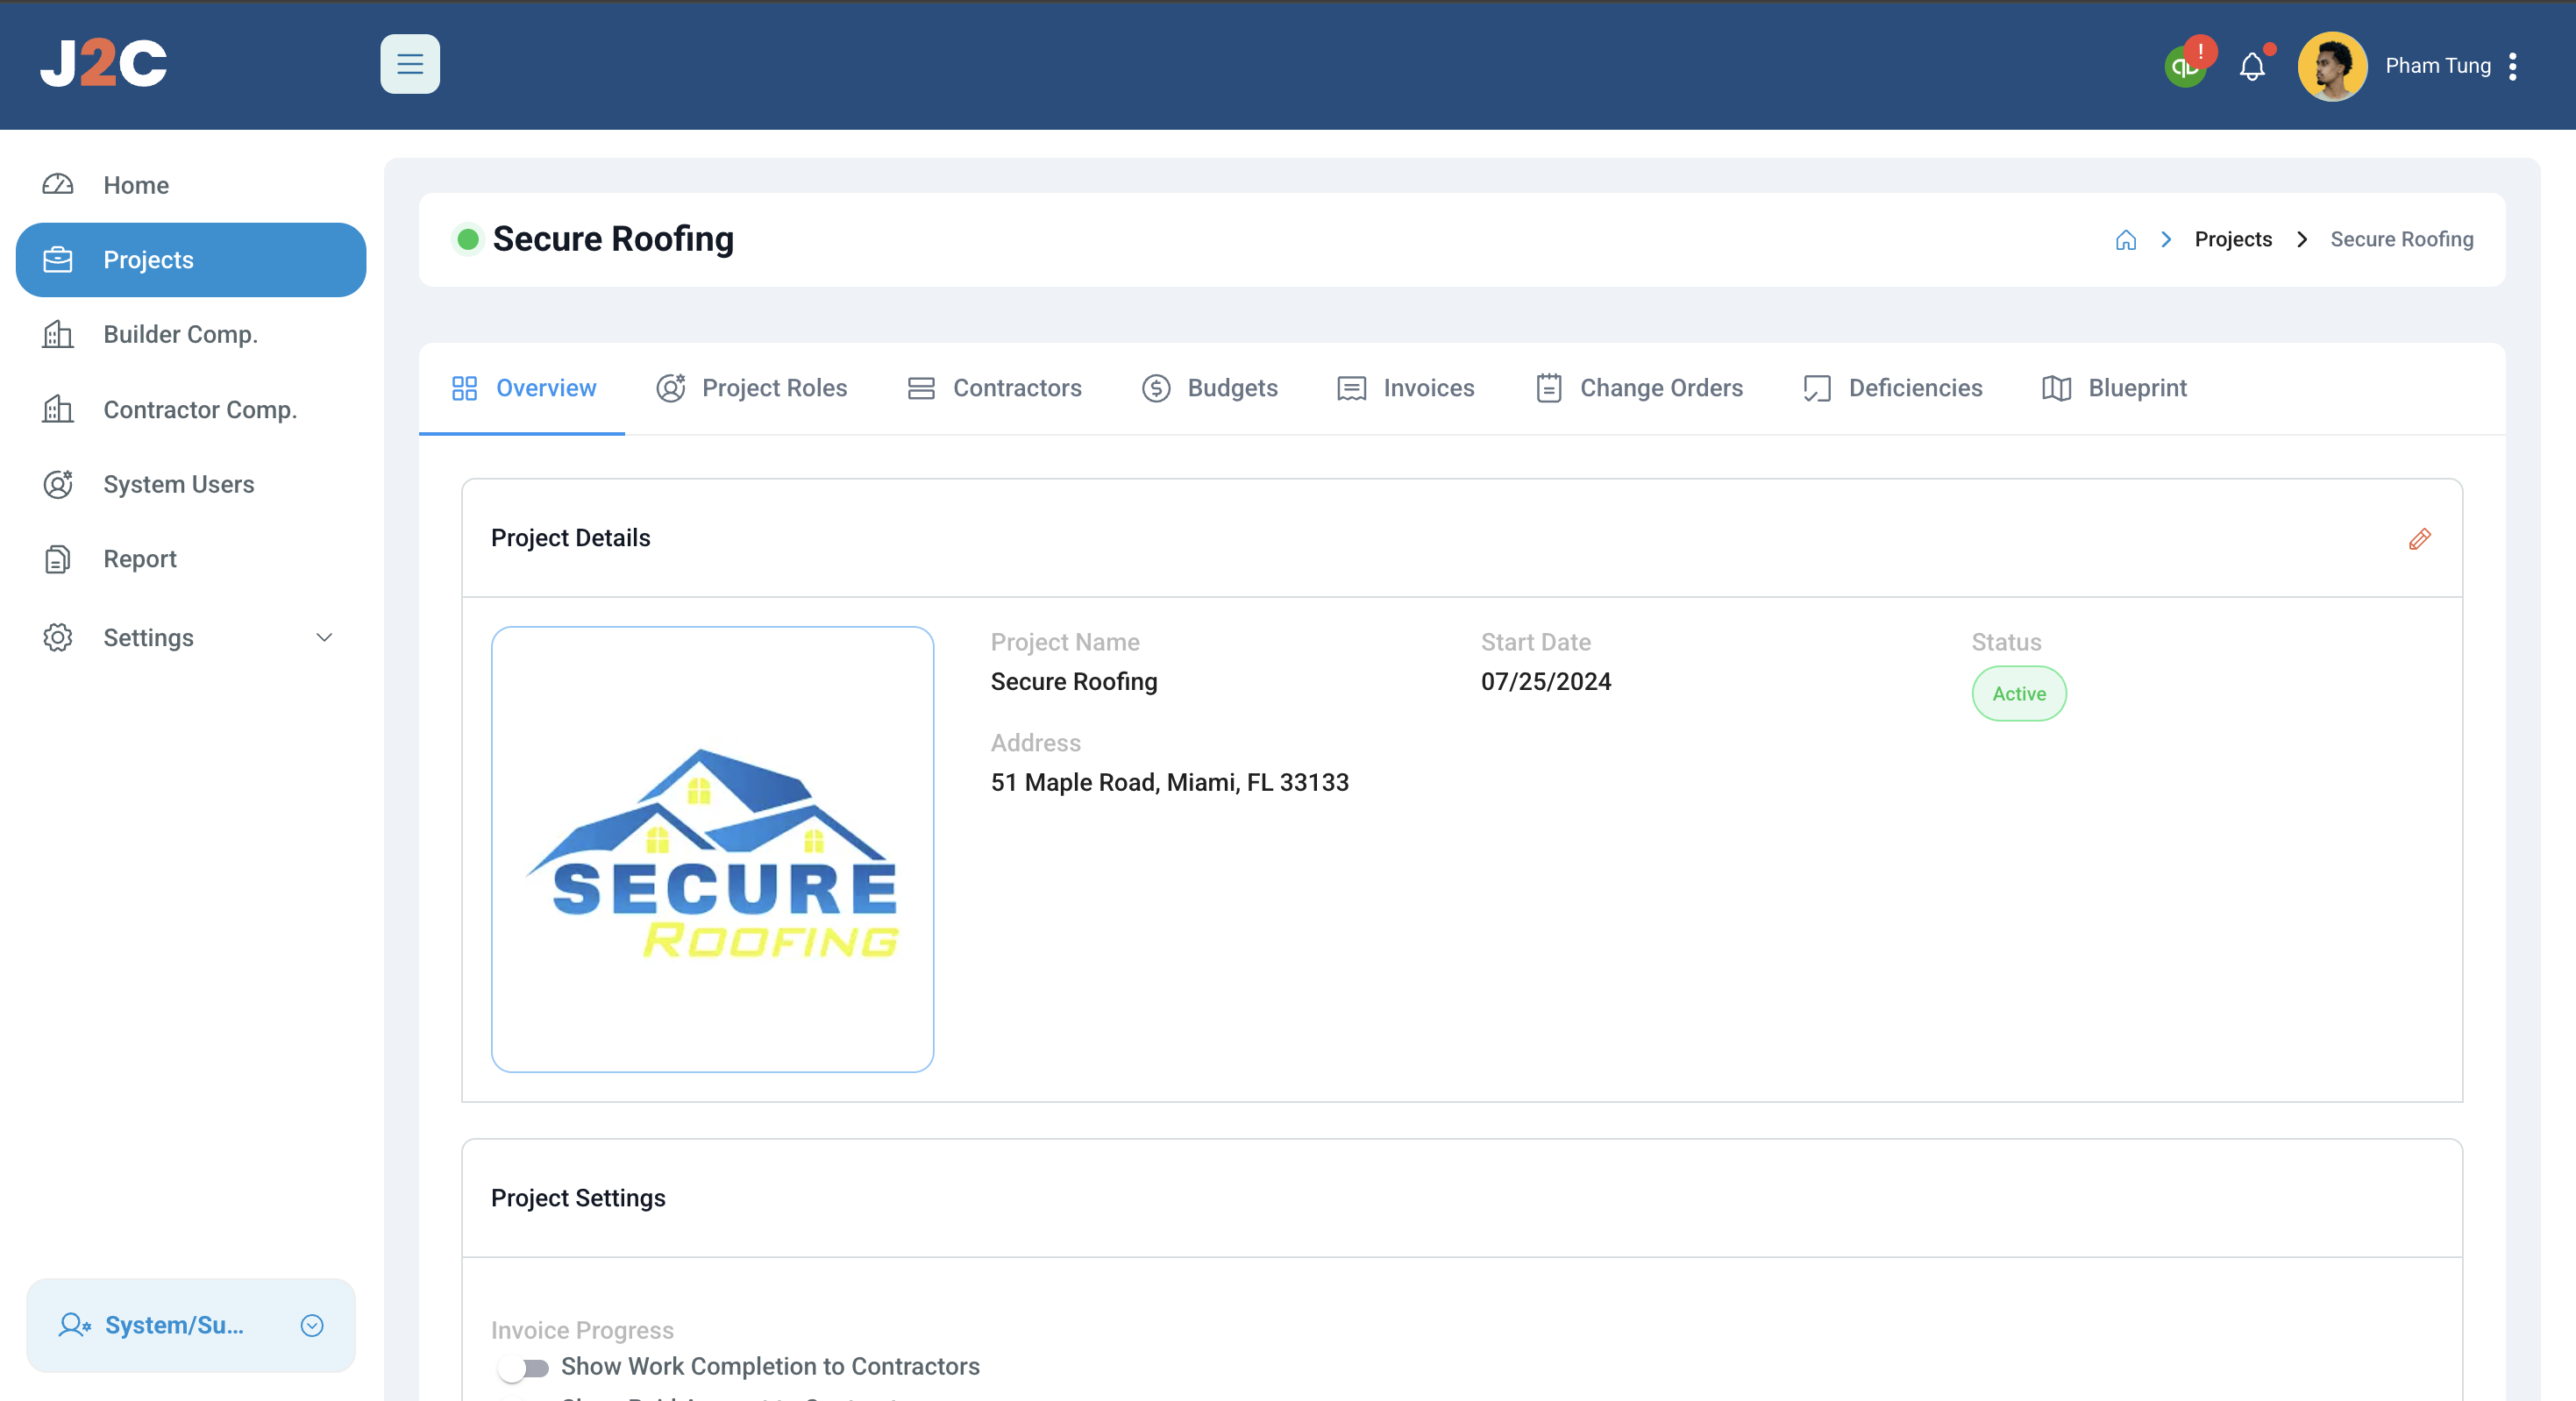 J2C
Pham Tung
Home
Projects
Builder Comp.
Contractor Comp.
System Users
Report
Settings
System/Su...
Secure Roofing
Projects
Secure Roofing
Overview
Project Roles
Contractors
Budgets
Invoices
Change Orders
Deficiencies
Blueprint
Project Details
SECURE
ROOFING
Project Name
Secure Roofing
Start Date
07/25/2024
Status
Active
Address
51 Maple Road, Miami, FL 33133
Project Settings
Invoice Progress
Show Work Completion to Contractors